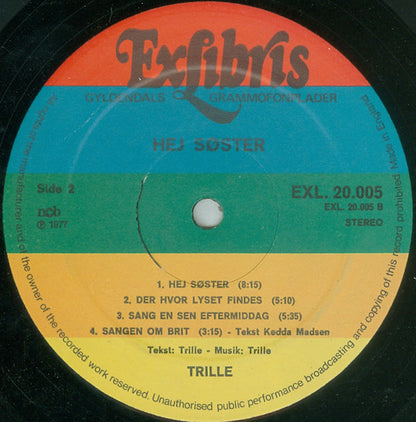 ExLibris
GYLDENDALS GRAMMOFONPLADER
HEJ SØSTER
Side 2
ncb
℗ 1977
EXL. 20.005
EXL. 20.005 B
STEREO
1. HEJ SØSTER (8:15)
2. DER HVOR LYSET FINDES (5:10)
3. SANG EN SEN EFTERMIDDAG (5:35)
4. SANGEN OM BRIT (3:15) - Tekst Kedda Madsen
Tekst: Trille - Musik: Trille
TRILLE
manufacturer and of the owner of the recorded work reserved. Unauthorised public performance broadcasting and copying of this record prohibited. Made in England